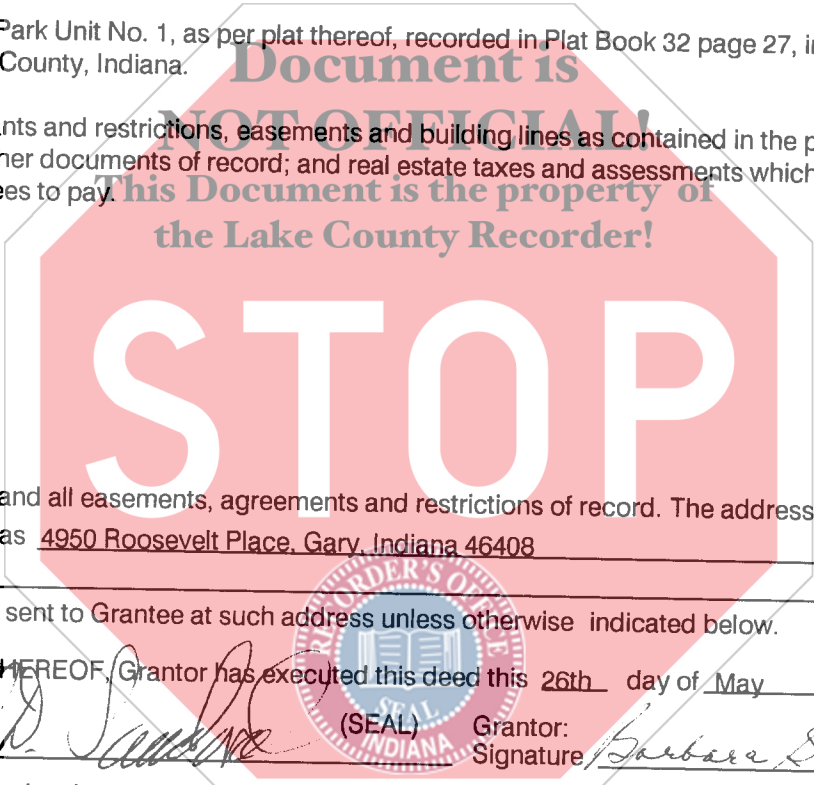 Park Unit No. 1, as per plat thereof, recorded in Plat Book 32 page 27, in
County, Indiana.
Document is
NOT OFFICIAL!
nts and restrictions, easements and building lines as contained in the p
ner documents of record; and real estate taxes and assessments which
ees to pay.
This Document is the property of
the Lake County Recorder!
STOP
and all easements, agreements and restrictions of record. The address
as 4950 Roosevelt Place, Gary, Indiana 46408
RECORDER'S OFFICE
SEAL
INDIANA
sent to Grantee at such address unless otherwise indicated below.
HEREOF, Grantor has executed this deed this 26th day of May
D.
(SEAL)
Grantor:
Signature Barbara S